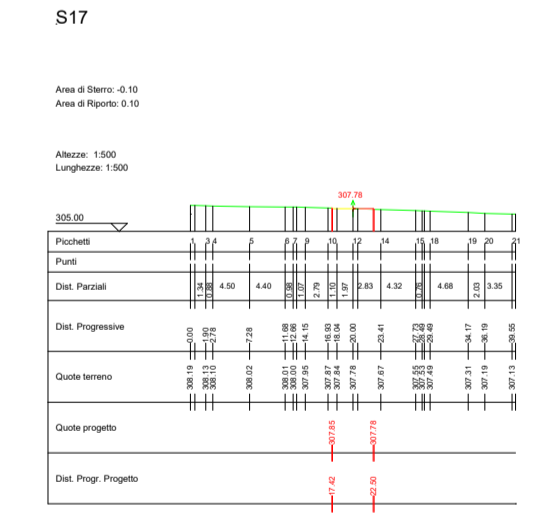 S17
Area di Sterro: -0.10
Area di Riporto: 0.10
Altezze: 1:500
Lunghezze: 1:500
307.78
305.00
Picchetti 1 3 4 5 6 7 9 10 12 14 15 18 19 20 21
Punti
Dist. Parziali 1.34 0.88 4.50 4.40 0.98 1.07 2.79 1.10 1.97 2.83 4.32 0.76 4.68 2.03 3.35
Dist. Progressive 0.00 1.90 2.78 7.28 11.68 12.66 14.15 16.93 18.04 20.00 23.41 27.73 28.49 29.49 34.17 36.19 39.55
Quote terreno 308.19 308.13 308.10 308.02 308.01 308.00 307.95 307.87 307.84 307.78 307.67 307.55 307.53 307.49 307.31 307.19 307.13
Quote progetto 307.85 307.78
Dist. Progr. Progetto 17.42 22.50